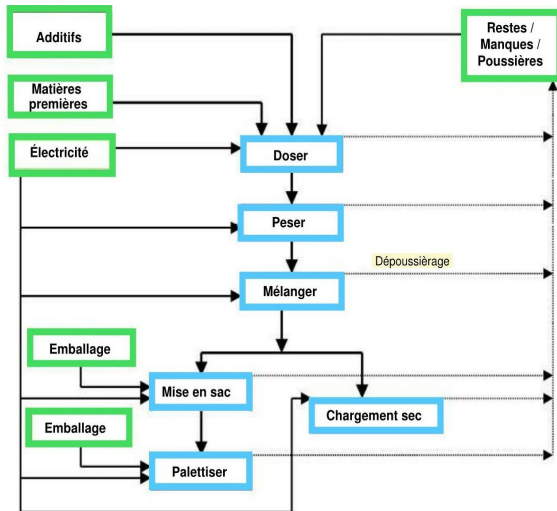 Additifs
Restes /
Manques /
Poussières
Matières
premières
Électricité
Doser
Peser
Dépoussièrage
Mélanger
Emballage
Mise en sac
Chargement sec
Emballage
Palettiser